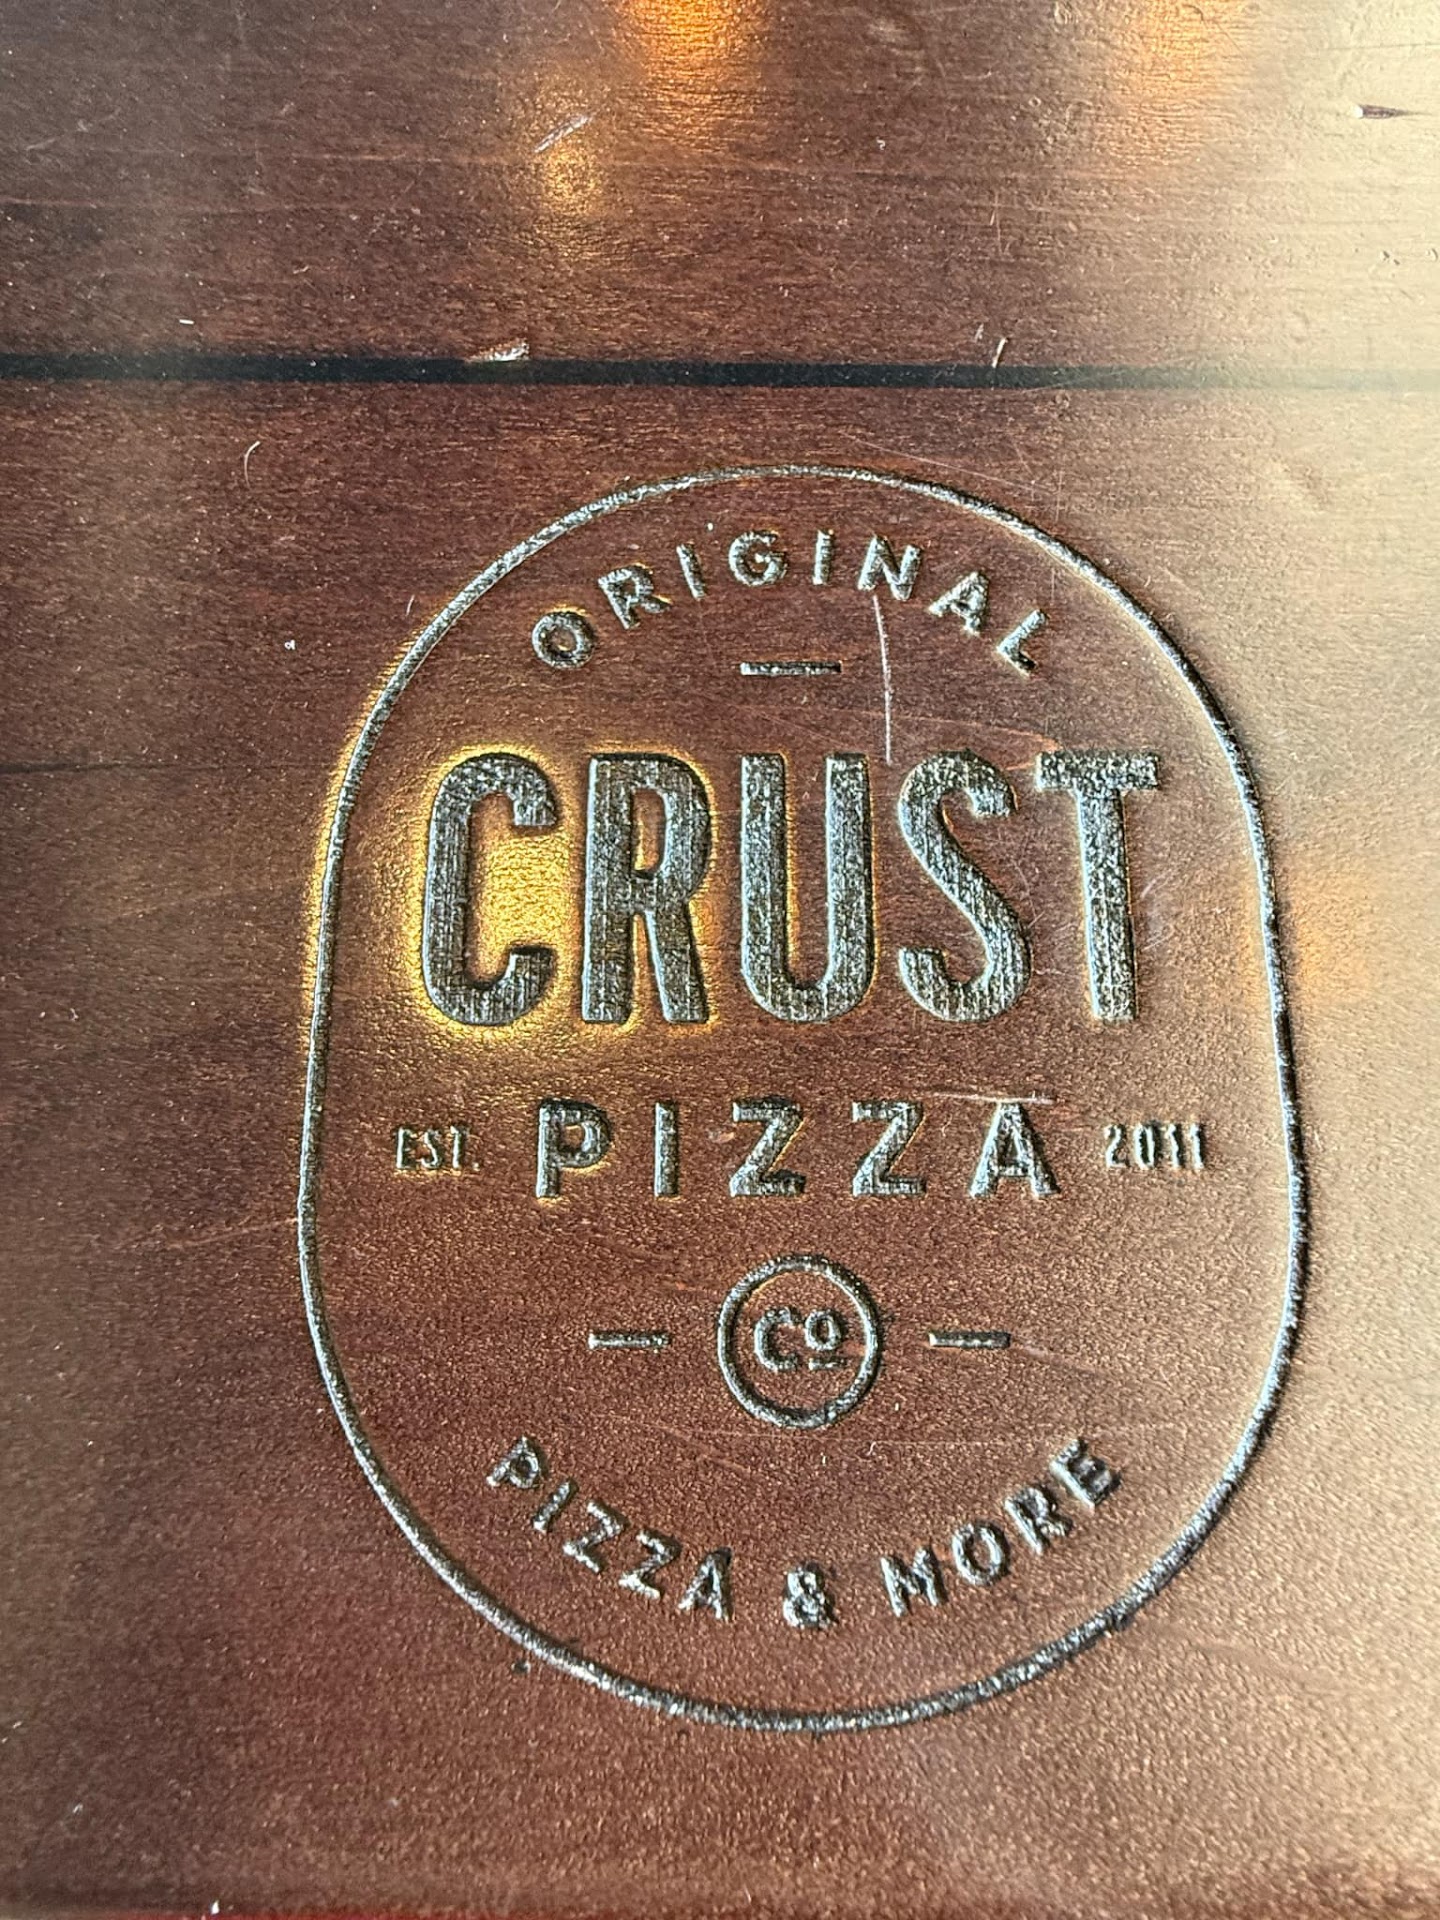 ORIGINAL
CRUST
EST. PIZZA 2011
Co
PIZZA & MORE